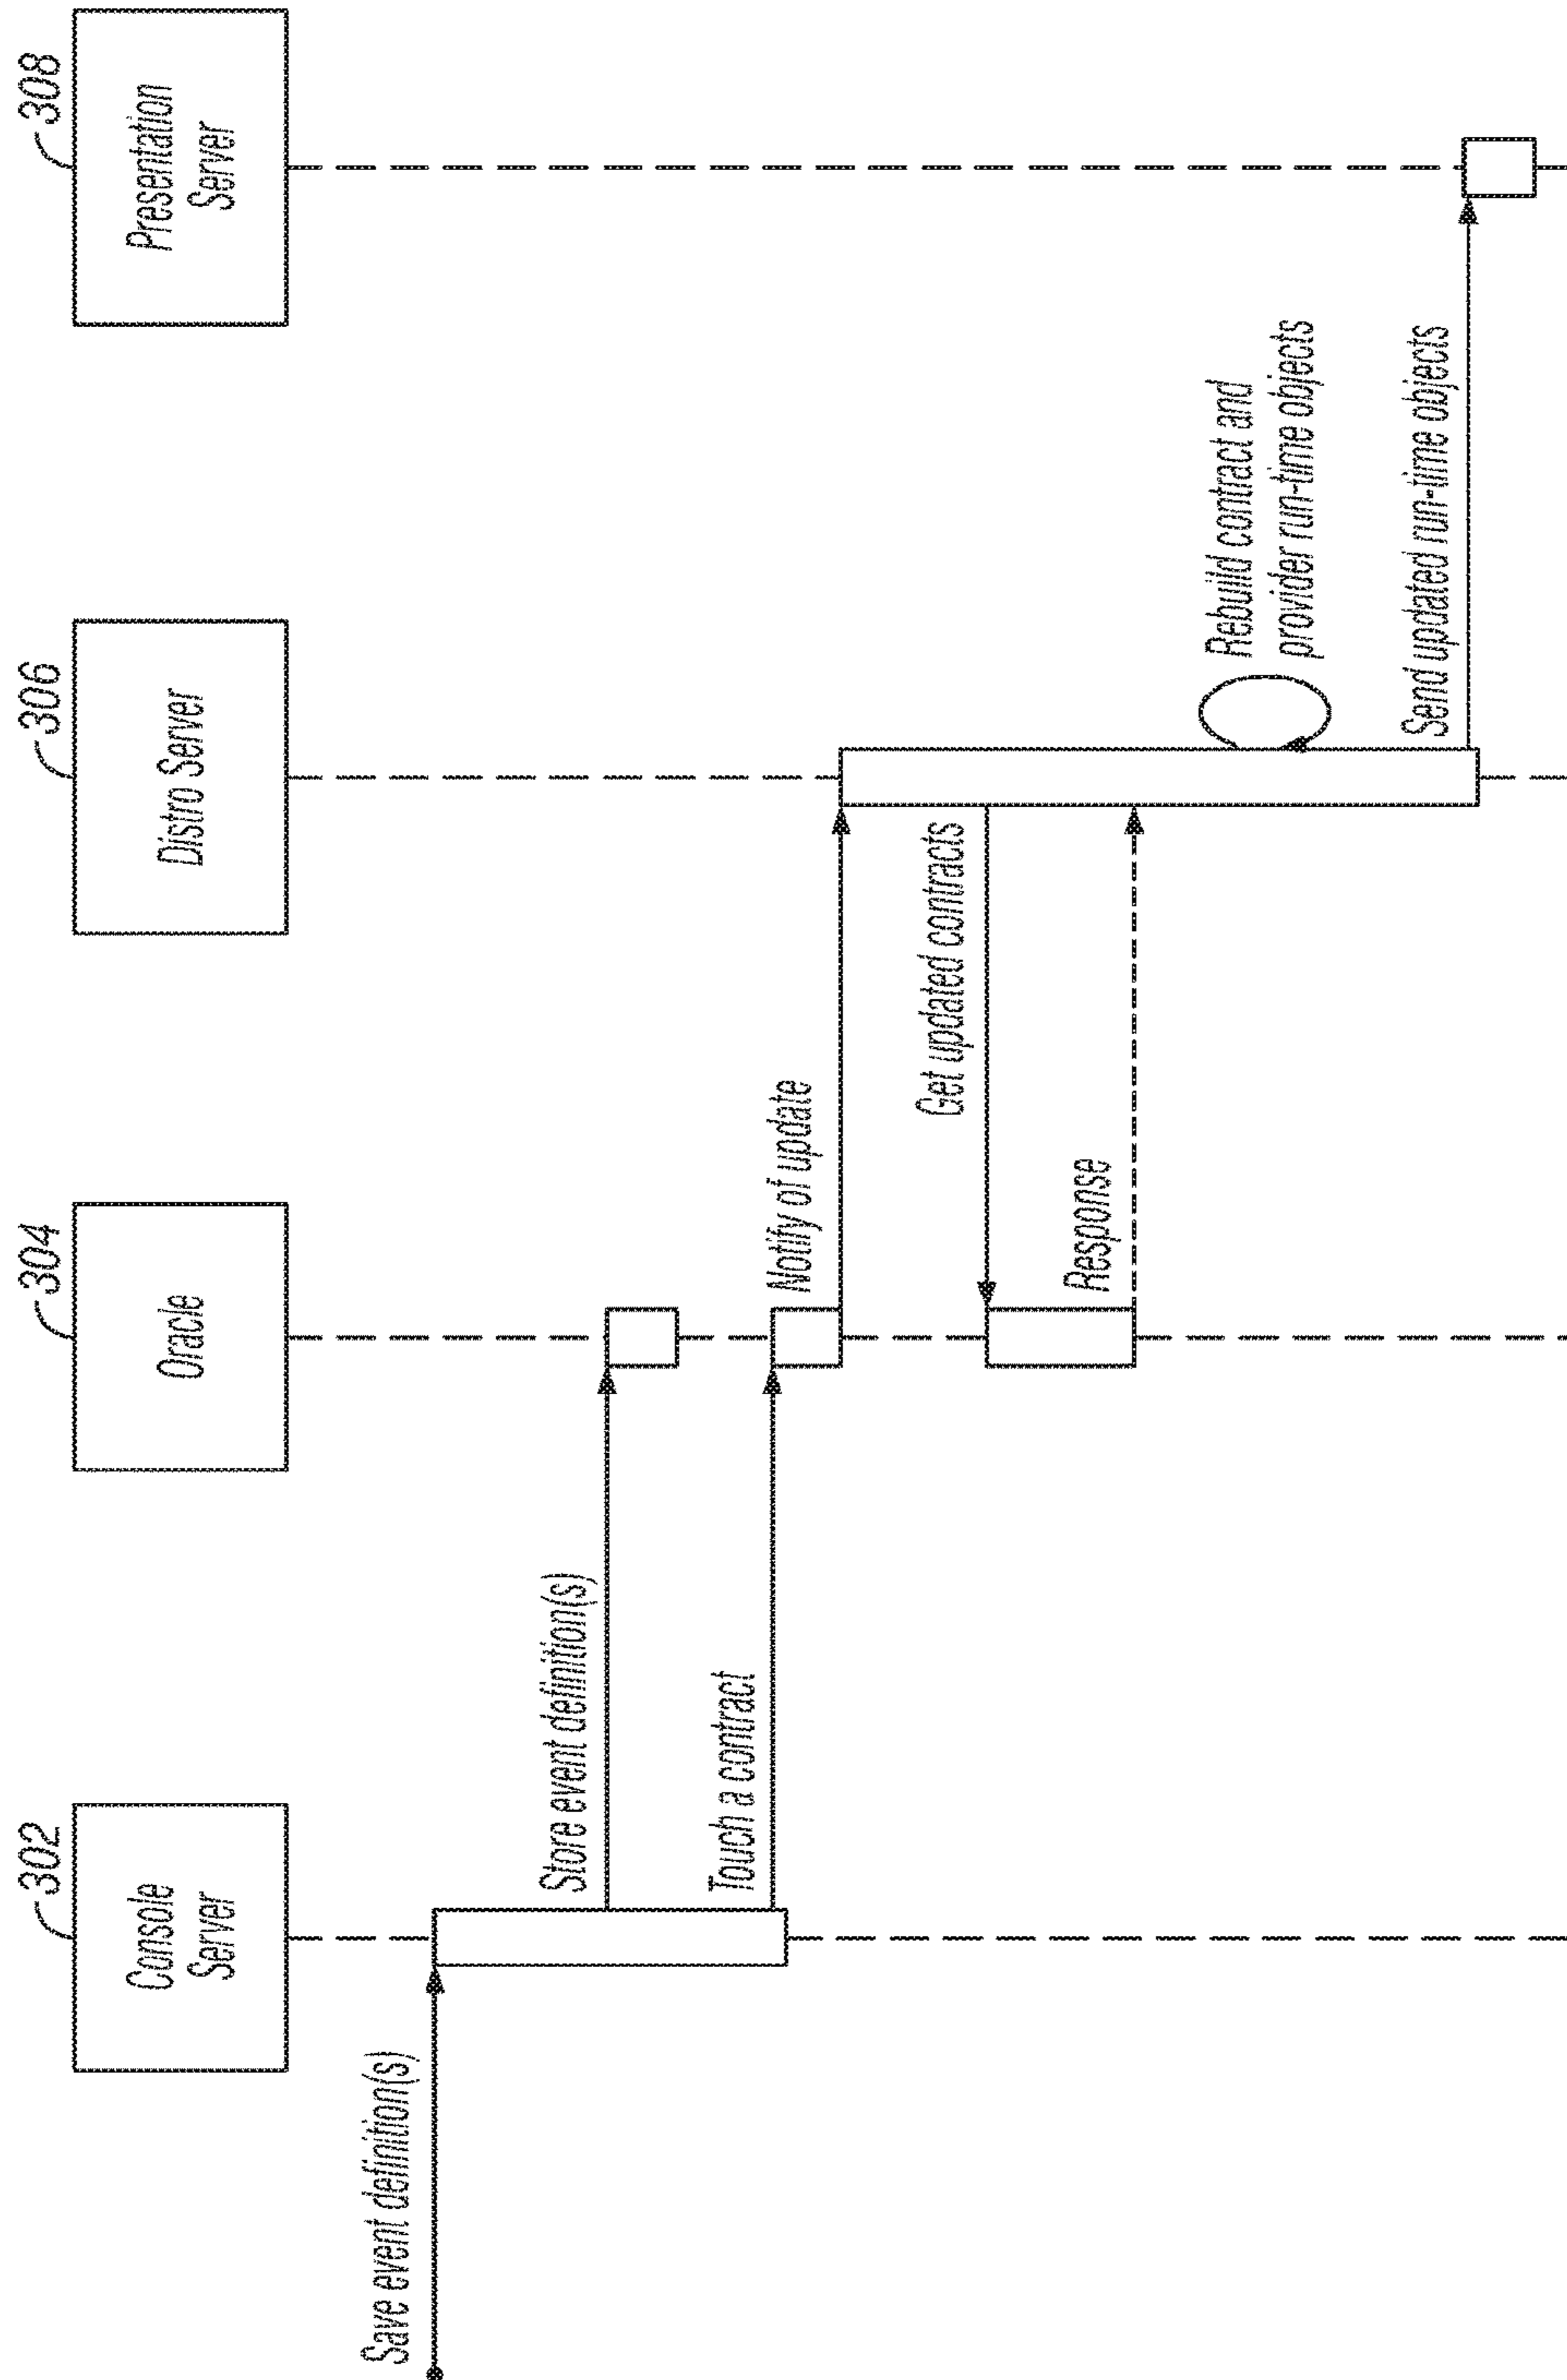 302
Console
Server
304
Oracle
306
Distro Server
308
Presentation
Server
Save event definition(s)
Store event definition(s)
Touch a contract
Notify of update
Get updated contracts
Response
Rebuild contract and
provider run-time objects
Send updated run-time objects